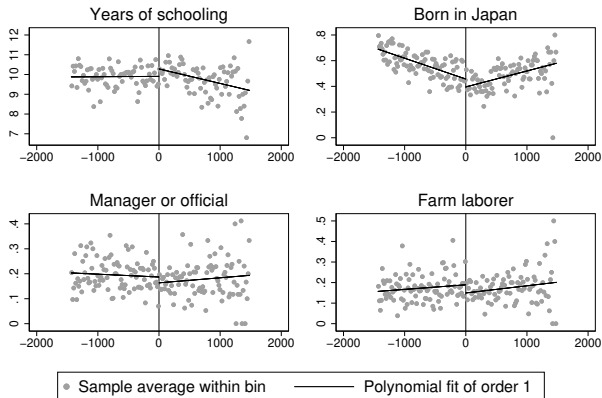 Years of schooling
Born in Japan
7 8 9 10 11 12
0 .2 .4 .6 .8
−2000 −1000 0 1000 2000
−2000 −1000 0 1000 2000
Manager or official
Farm laborer
0 .1 .2 .3 .4
0 .1 .2 .3 .4 .5
−2000 −1000 0 1000 2000
−2000 −1000 0 1000 2000
Sample average within bin
Polynomial fit of order 1